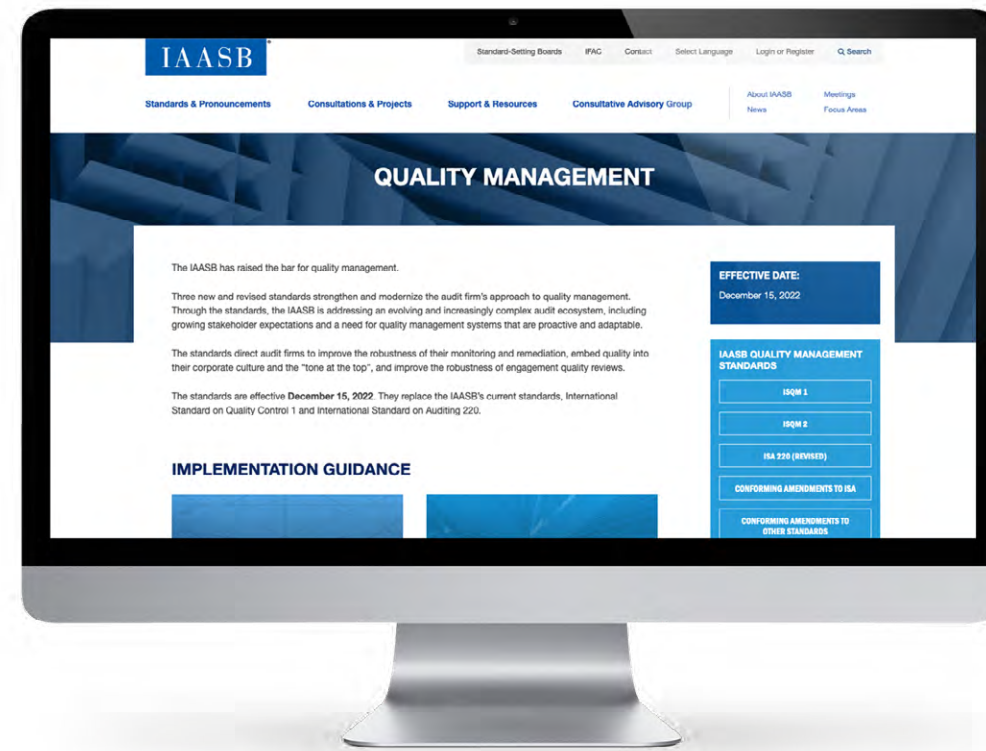 IAASB
Standard-Setting Boards IFAC Contact Select Language Login or Register Search
Standards & Pronouncements Consultations & Projects Support & Resources Consultative Advisory Group
About IAASB Meetings
News Focus Areas
QUALITY MANAGEMENT
The IAASB has raised the bar for quality management.
Three new and revised standards strengthen and modernize the audit firm's approach to quality management.
Through the standards, the IAASB is addressing an evolving and increasingly complex audit ecosystem, including
growing stakeholder expectations and a need for quality management systems that are proactive and adaptable.
The standards direct audit firms to improve the robustness of their monitoring and remediation, embed quality into
their corporate culture and the “tone at the top”, and improve the robustness of engagement quality reviews.
The standards are effective December 15, 2022. They replace the IAASB's current standards, International
Standard on Quality Control 1 and International Standard on Auditing 220.
IMPLEMENTATION GUIDANCE
EFFECTIVE DATE:
December 15, 2022
IAASB QUALITY MANAGEMENT
STANDARDS
ISQM 1
ISQM 2
ISA 220 (REVISED)
CONFORMING AMENDMENTS TO ISA
CONFORMING AMENDMENTS TO
OTHER STANDARDS